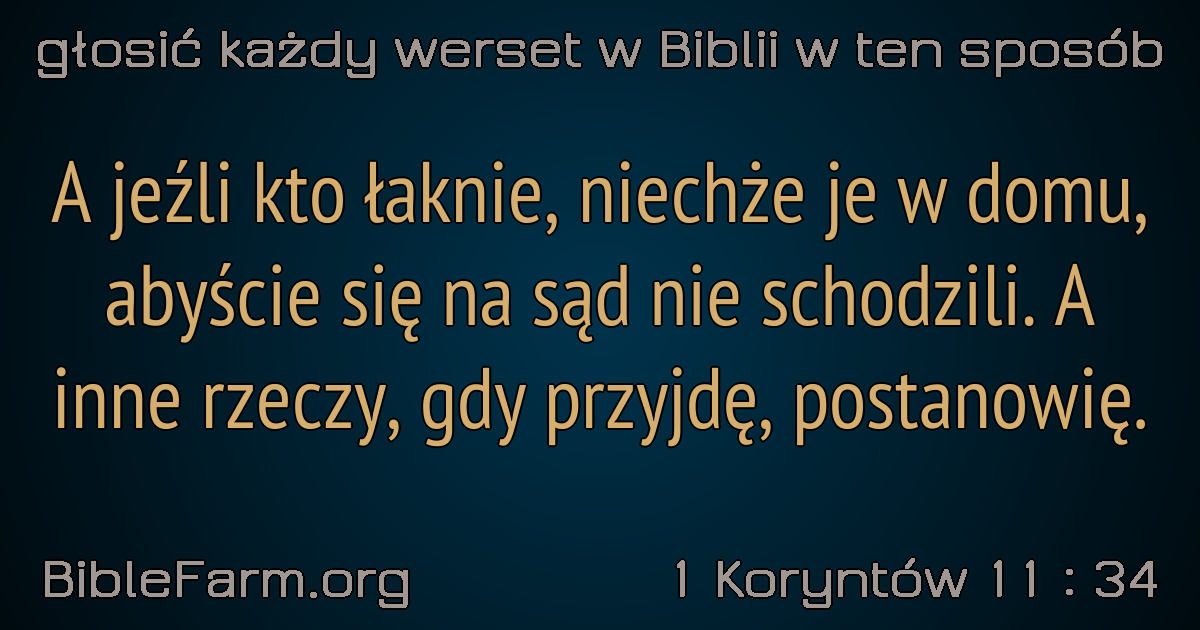 głosić każdy werset w Biblii w ten sposób
A jeźli kto łaknie, niechże je w domu,
abyście się na sąd nie schodzili. A
inne rzeczy, gdy przyjdę, postanowię.
BibleFarm.org
1 Koryntów 11 : 34